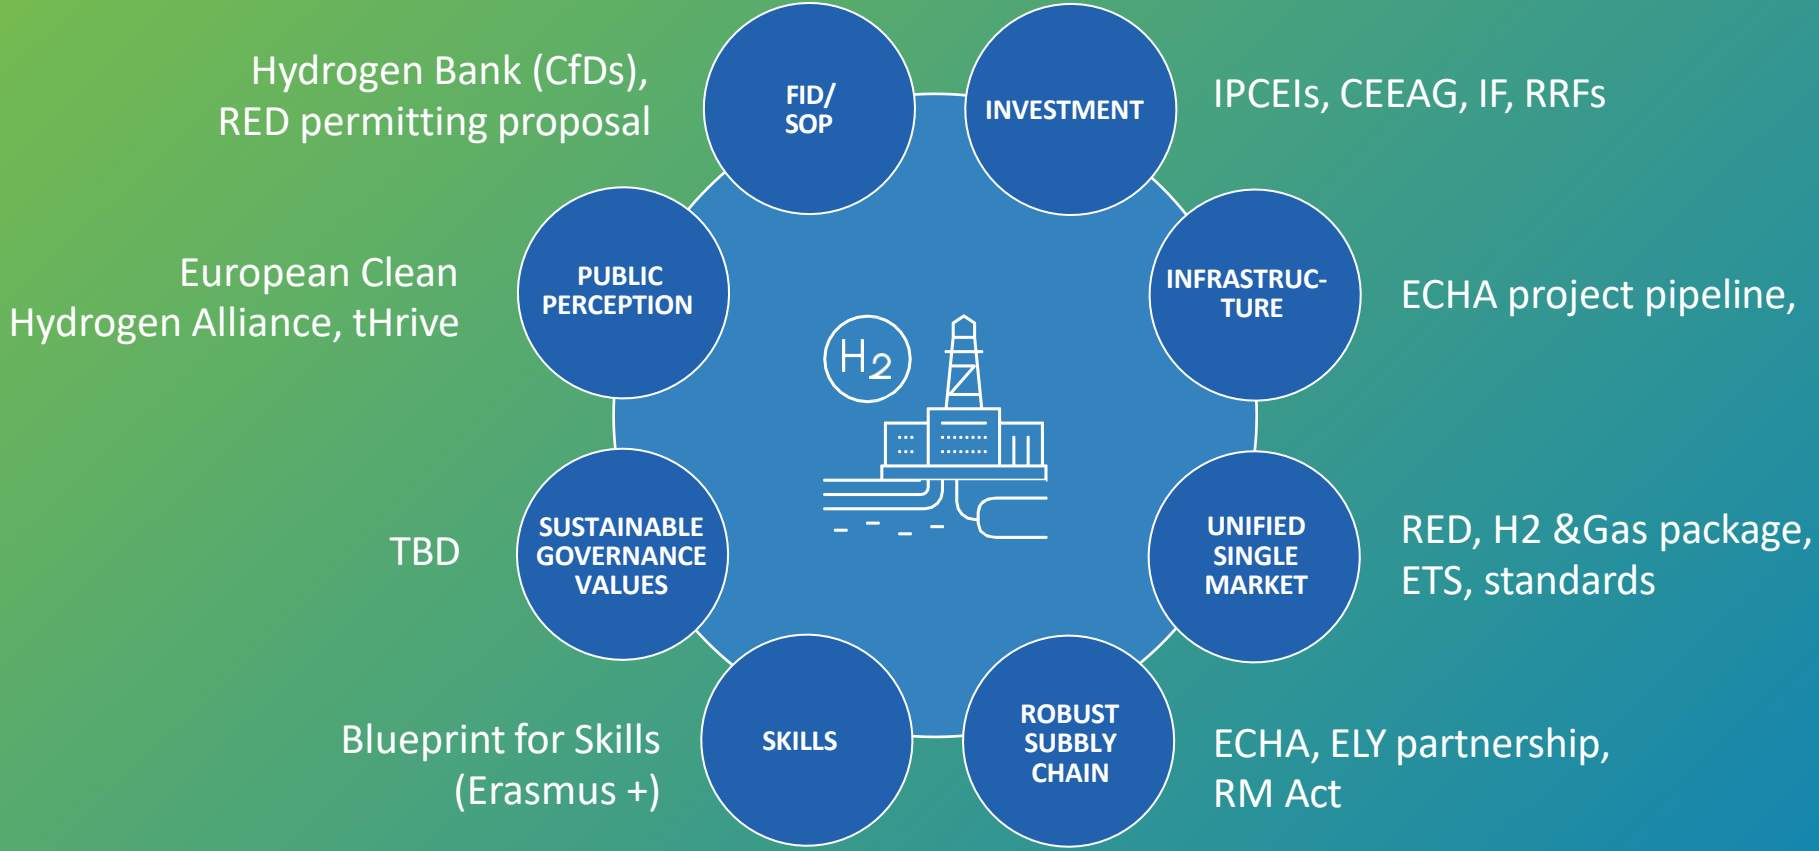 Hydrogen Bank (CfDs),
RED permitting proposal
FID/
SOP
INVESTMENT
IPCEIs, CEEAG, IF, RRFs
European Clean
Hydrogen Alliance, tHrive
PUBLIC
PERCEPTION
INFRASTRUC-
TURE
ECHA project pipeline,
H2
TBD
SUSTAINABLE
GOVERNANCE
VALUES
UNIFIED
SINGLE
MARKET
RED, H2 &Gas package,
ETS, standards
Blueprint for Skills
(Erasmus +)
SKILLS
ROBUST
SUBBLY
CHAIN
ECHA, ELY partnership,
RM Act